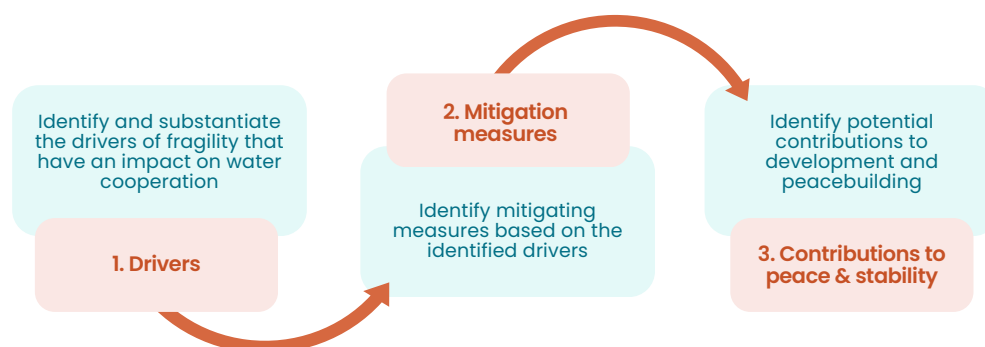 Identify and substantiate
the drivers of fragility that
have an impact on water
cooperation
1. Drivers
2. Mitigation
measures
Identify mitigating
measures based on the
identified drivers
Identify potential
contributions to
development and
peacebuilding
3. Contributions to
peace & stability